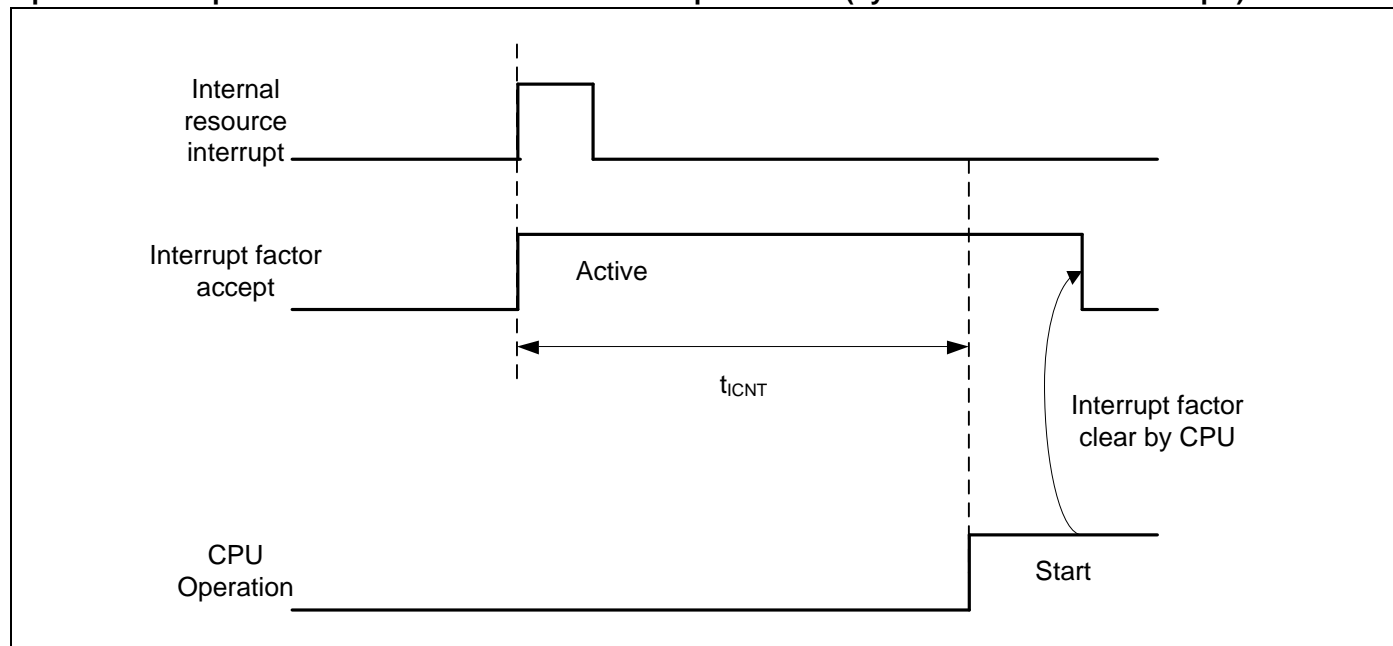 Internal
resource
interrupt
Interrupt factor
accept
Active
tICNT
Interrupt factor
clear by CPU
CPU
Operation
Start